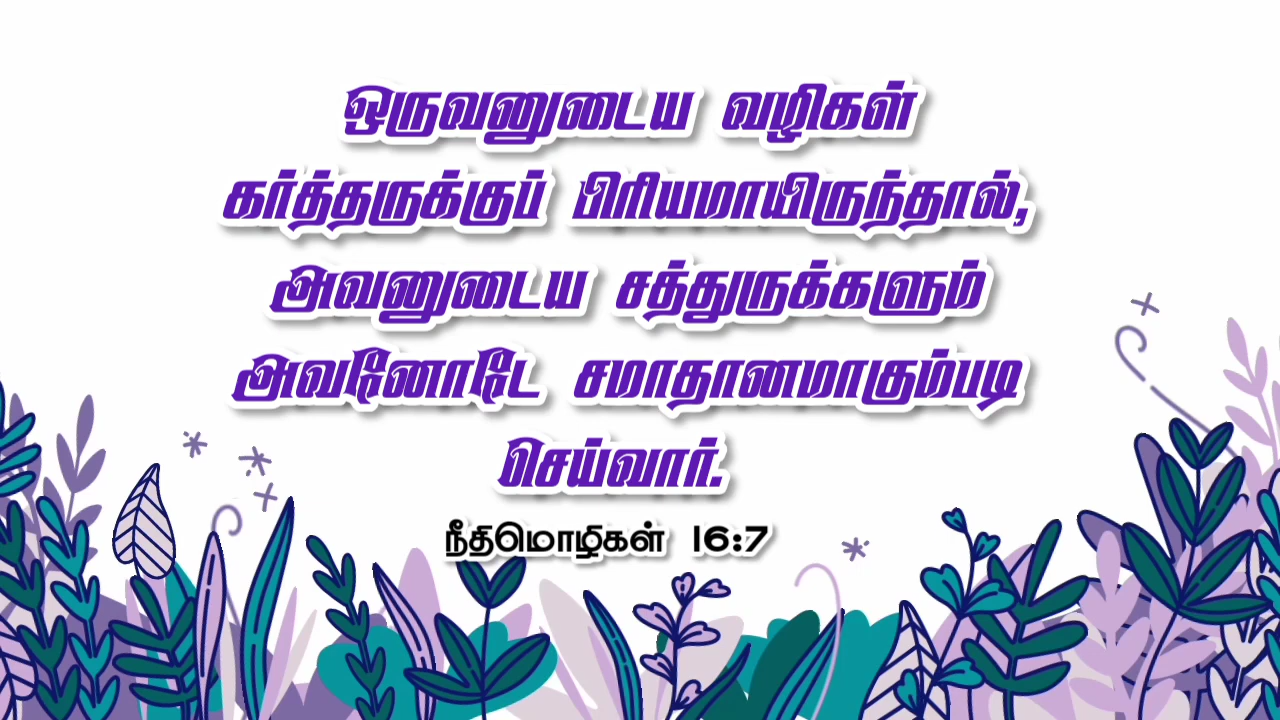 ஒருவனுடைய வழிகள்
கர்த்தருக்குப் பிரியமாயிருந்தால்,
அவனுடைய சத்துருக்களும்
அவனோடே சமாதானமாகும்படி
செய்வார்.
நீதிமொழிகள் 16:7